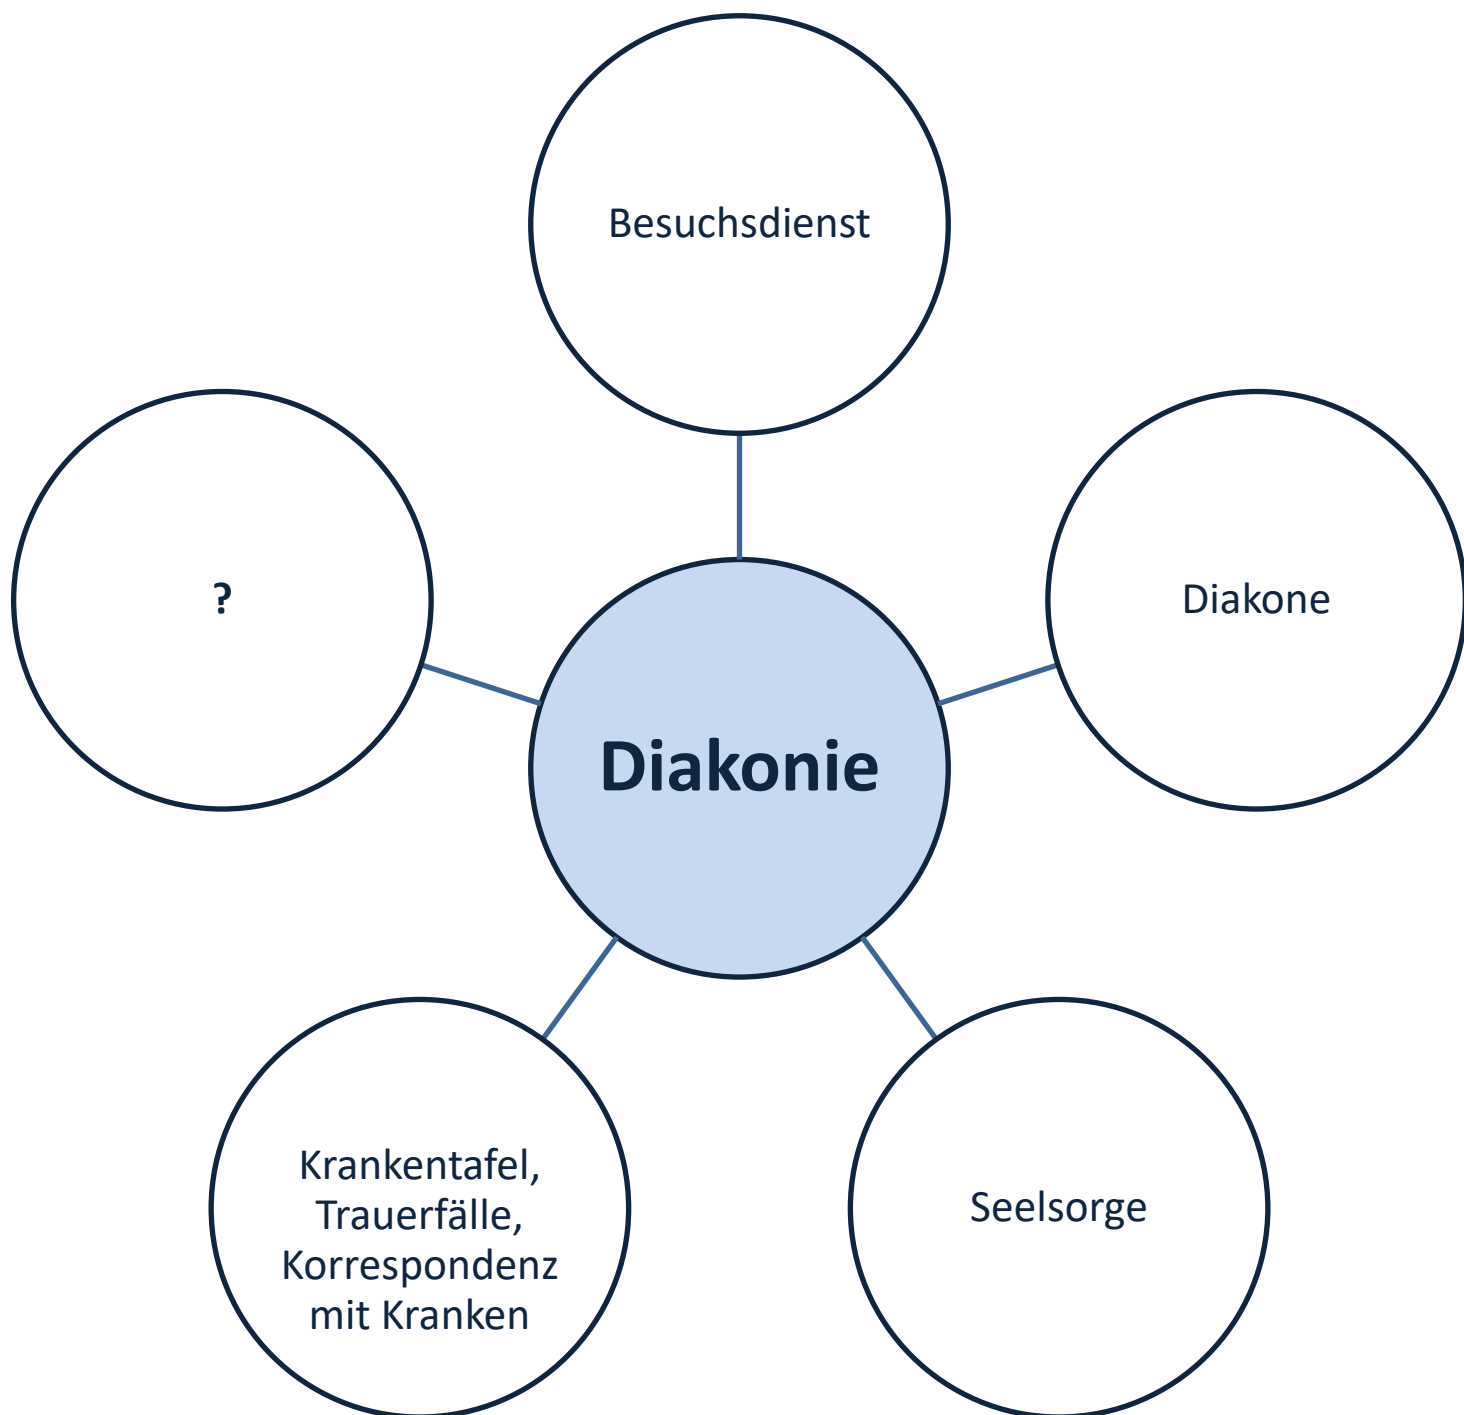 Besuchsdienst
?
Diakone
Diakonie
Krankentafel,
Trauerfälle,
Korrespondenz
mit Kranken
Seelsorge